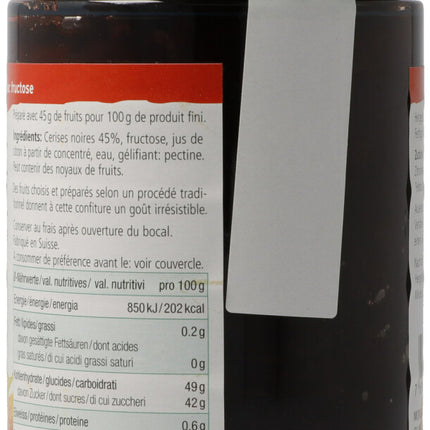 fructose
Préparé avec 45 g de fruits pour 100 g de produit fini.
Ingrédients: Cerises noires 45%, fructose, jus de
citron à partir de concentré, eau, gélifiant: pectine.
Peut contenir des noyaux de fruits.
Des fruits choisis et préparés selon un procédé tradi-
tionnel donnent à cette confiture un goût irrésistible.
Conserver au frais après ouverture du bocal.
Fabriqué en Suisse.
A consommer de préférence avant le: voir couvercle.
Ø-Nährwerte/val. nutritives/val. nutritivi pro 100 g
Energie/énergie/energia 850 kJ/202 kcal
Fett/lipides/grassi 0.2 g
davon gesättigte Fettsäuren/dont acides
gras saturés/di cui acidi grassi saturi 0 g
Kohlenhydrate/glucides/carboidrati 49 g
davon Zucker/dont sucres/di cui zuccheri 42 g
Eiweiss/protéines/proteine 0.6 g